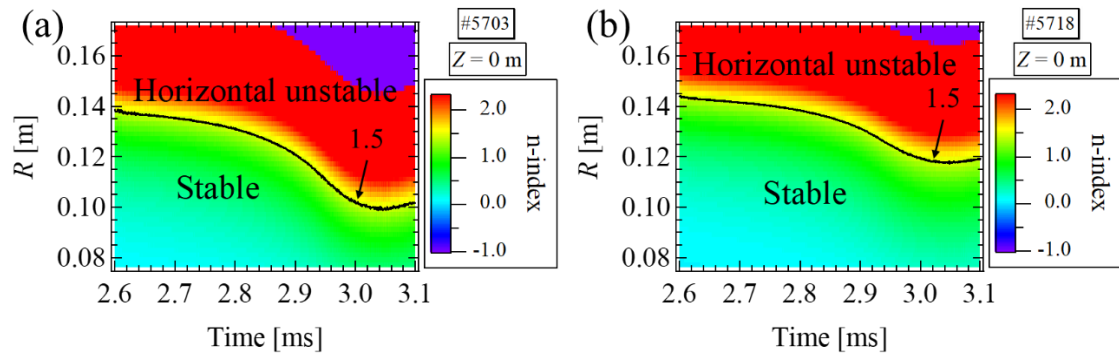 (a)
#5703
Z = 0 m
0.16
0.14
0.12
0.10
0.08
R [m]
Horizontal unstable
1.5
Stable
2.6 2.7 2.8 2.9 3.0 3.1
Time [ms]
2.0
1.0
0.0
-1.0
n-index
(b)
#5718
Z = 0 m
0.16
0.14
0.12
0.10
0.08
R [m]
Horizontal unstable
1.5
Stable
2.6 2.7 2.8 2.9 3.0 3.1
Time [ms]
2.0
1.0
0.0
-1.0
n-index